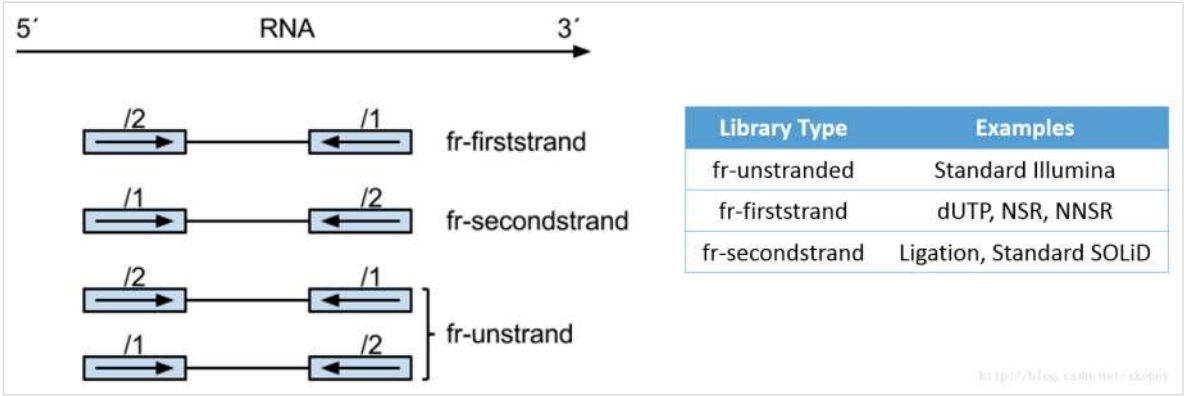 5´ RNA 3´
/2 /1
fr-firststrand
/1 /2
fr-secondstrand
/2 /1
fr-unstrand
/1 /2
Library Type Examples
fr-unstranded Standard Illumina
fr-firststrand dUTP, NSR, NNSR
fr-secondstrand Ligation, Standard SOLiD